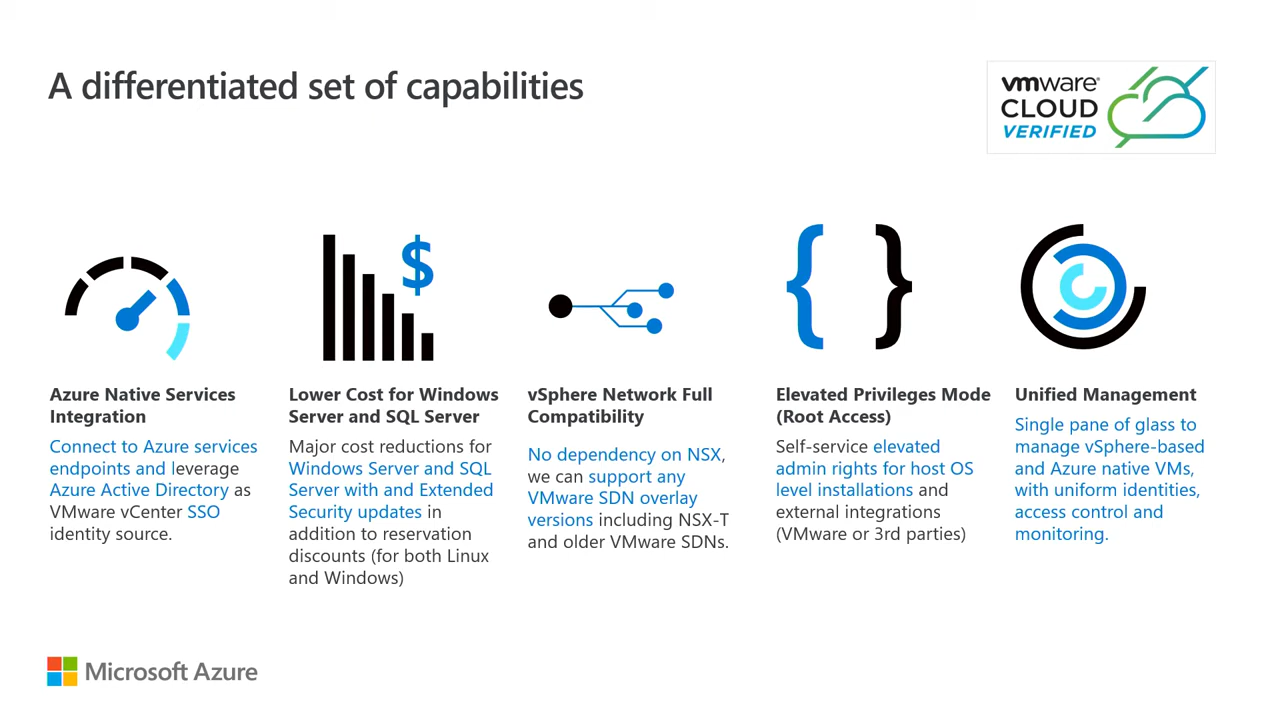 A differentiated set of capabilities
vmware®
CLOUD
VERIFIED
$
{ }
Azure Native Services
Integration
Connect to Azure services
endpoints and leverage
Azure Active Directory as
VMware vCenter SSO
identity source.
Lower Cost for Windows
Server and SQL Server
Major cost reductions for
Windows Server and SQL
Server with and Extended
Security updates in
addition to reservation
discounts (for both Linux
and Windows)
vSphere Network Full
Compatibility
No dependency on NSX,
we can support any
VMware SDN overlay
versions including NSX-T
and older VMware SDNs.
Elevated Privileges Mode
(Root Access)
Self-service elevated
admin rights for host OS
level installations and
external integrations
(VMware or 3rd parties)
Unified Management
Single pane of glass to
manage vSphere-based
and Azure native VMs,
with uniform identities,
access control and
monitoring.
Microsoft Azure